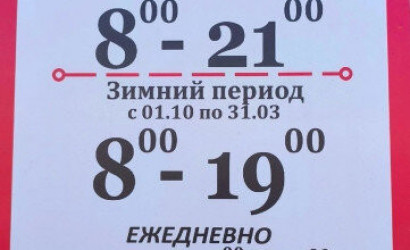 8⁰⁰ - 21⁰⁰
Зимний период
с 01.10 по 31.03
8⁰⁰ - 19⁰⁰
ЕЖЕДНЕВНО